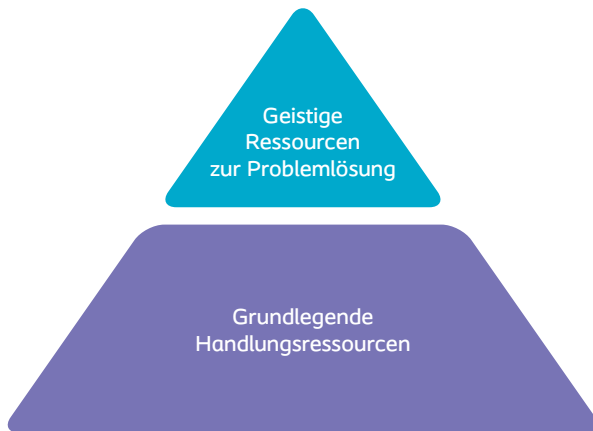 Geistige
Ressourcen
zur Problemlösung
Grundlegende
Handlungsressourcen